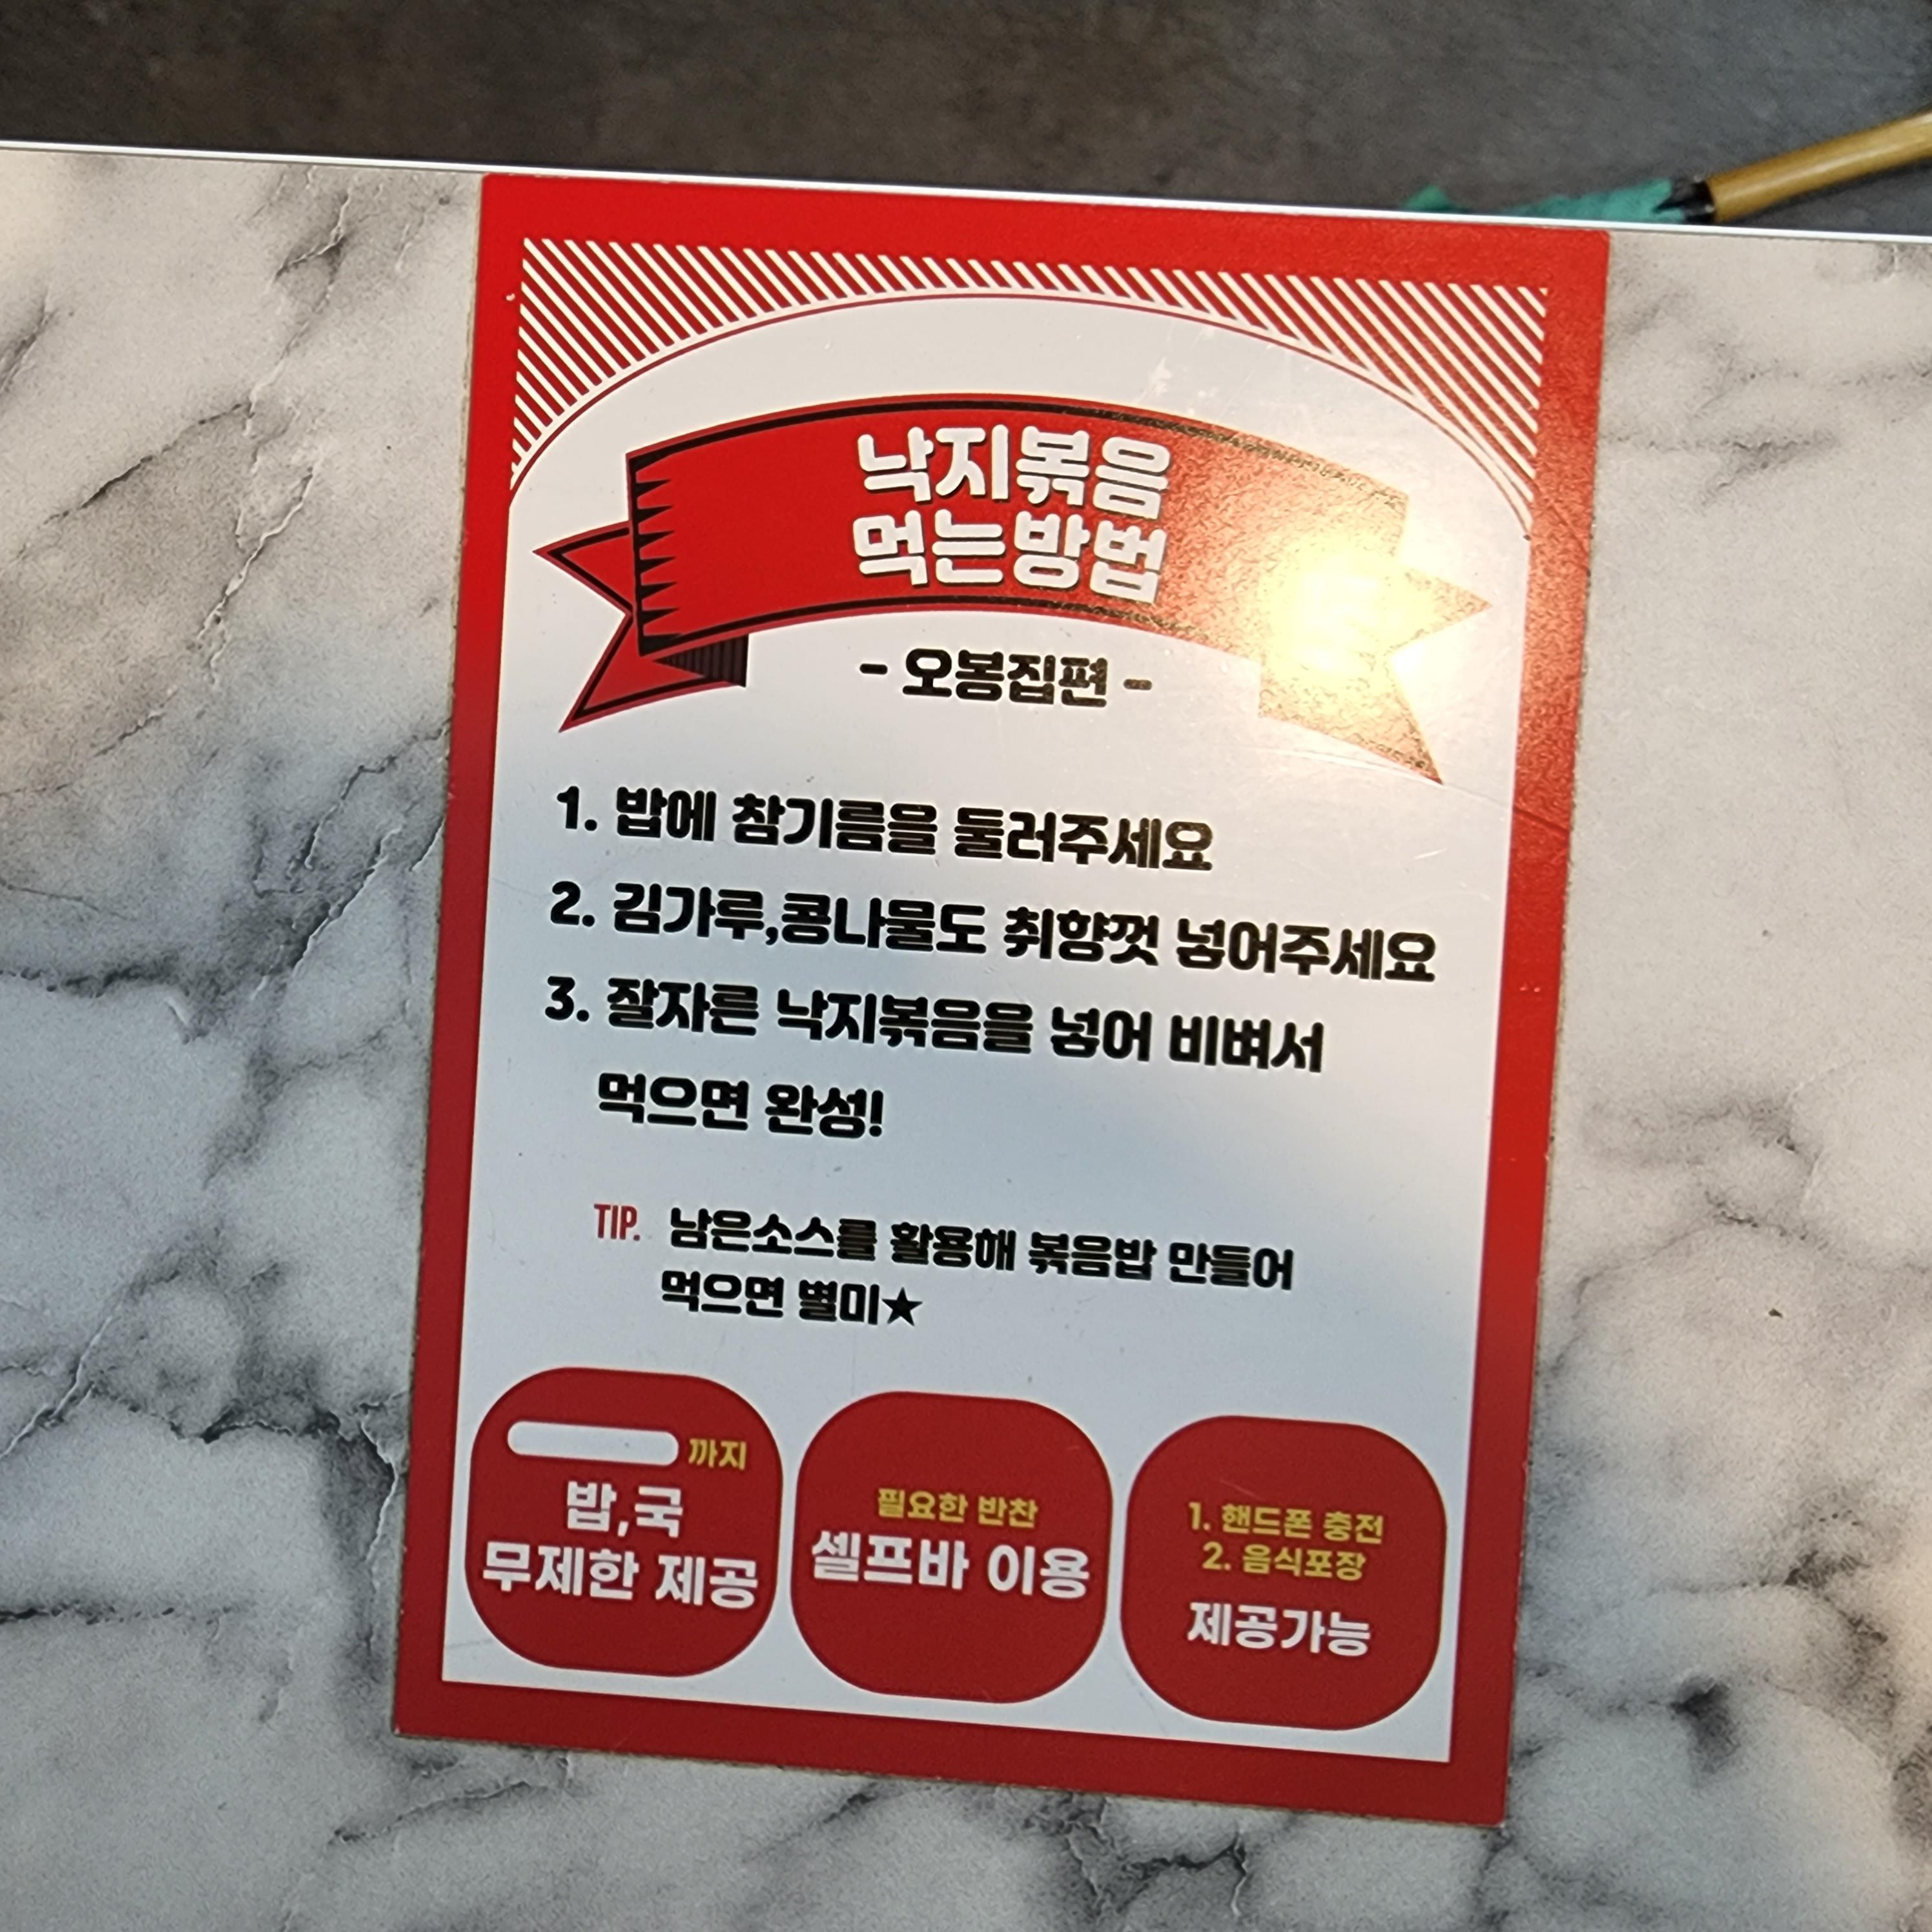 낙지볶음
먹는방법
- 오봉집편 -
1. 밥에 참기름을 둘러주세요
2. 김가루,콩나물도 취향껏 넣어주세요
3. 잘자른 낙지볶음을 넣어 비벼서
먹으면 완성!
TIP. 남은소스를 활용해 볶음밥 만들어
먹으면 별미★
까지
밥,국
무제한 제공
필요한 반찬
셀프바 이용
1. 핸드폰 충전
2. 음식포장
제공가능